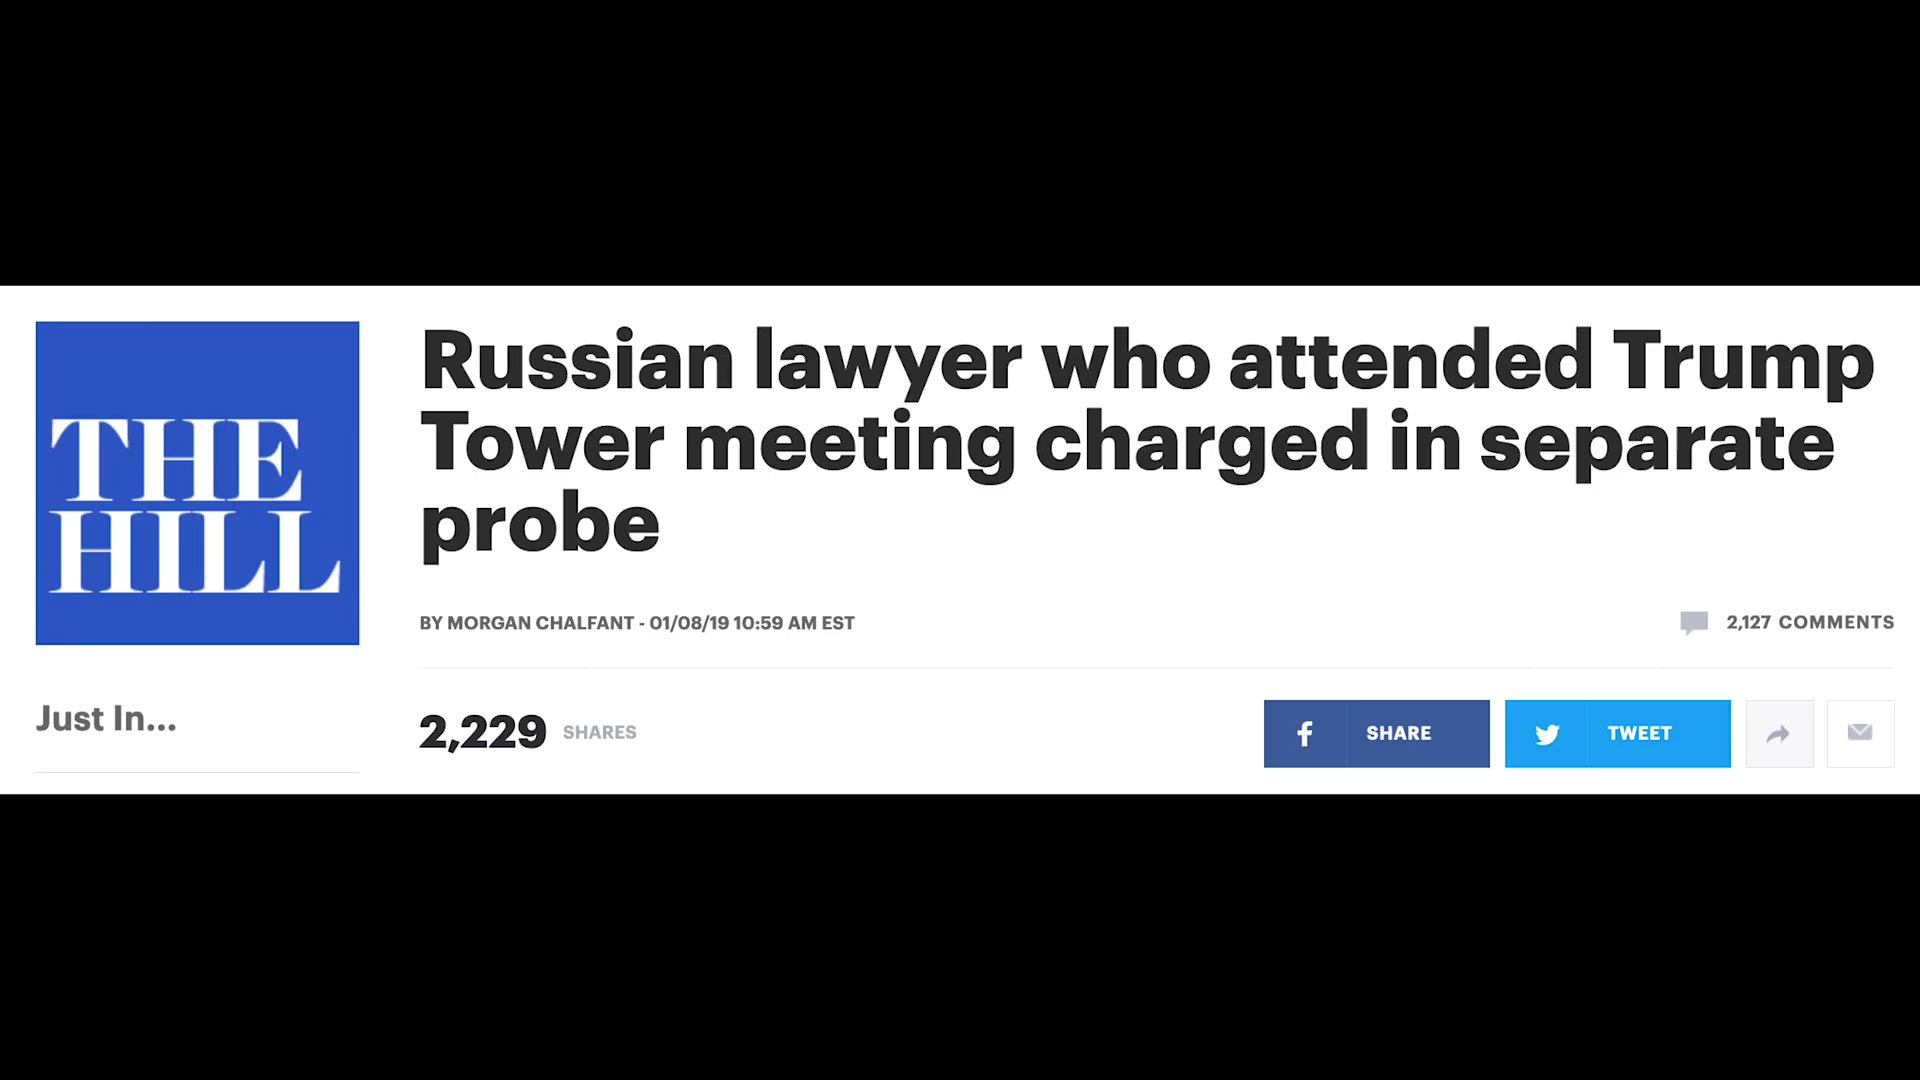 THE
HILL
Russian lawyer who attended Trump
Tower meeting charged in separate
probe
BY MORGAN CHALFANT - 01/08/19 10:59 AM EST
2,127 COMMENTS
Just In...
2,229 SHARES
SHARE
TWEET